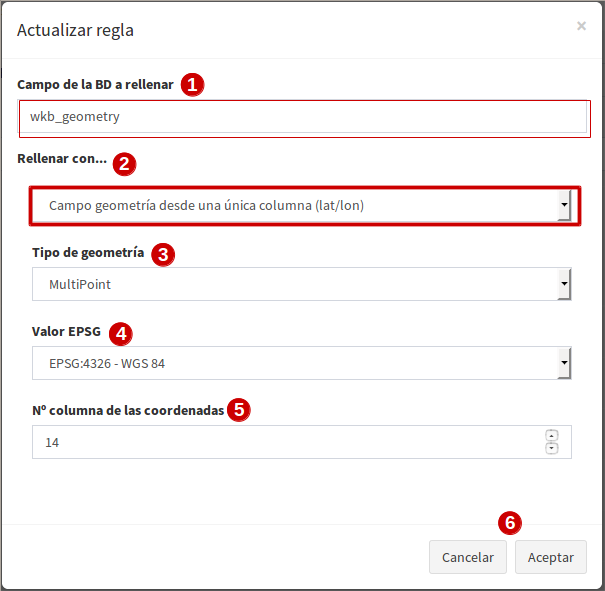 Actualizar regla ×
Campo de la BD a rellenar 1
wkb_geometry
Rellenar con... 2
Campo geometría desde una única columna (lat/lon)
Tipo de geometría 3
MultiPoint
Valor EPSG 4
EPSG:4326 - WGS 84
Nº columna de las coordenadas 5
14
6
Cancelar Aceptar